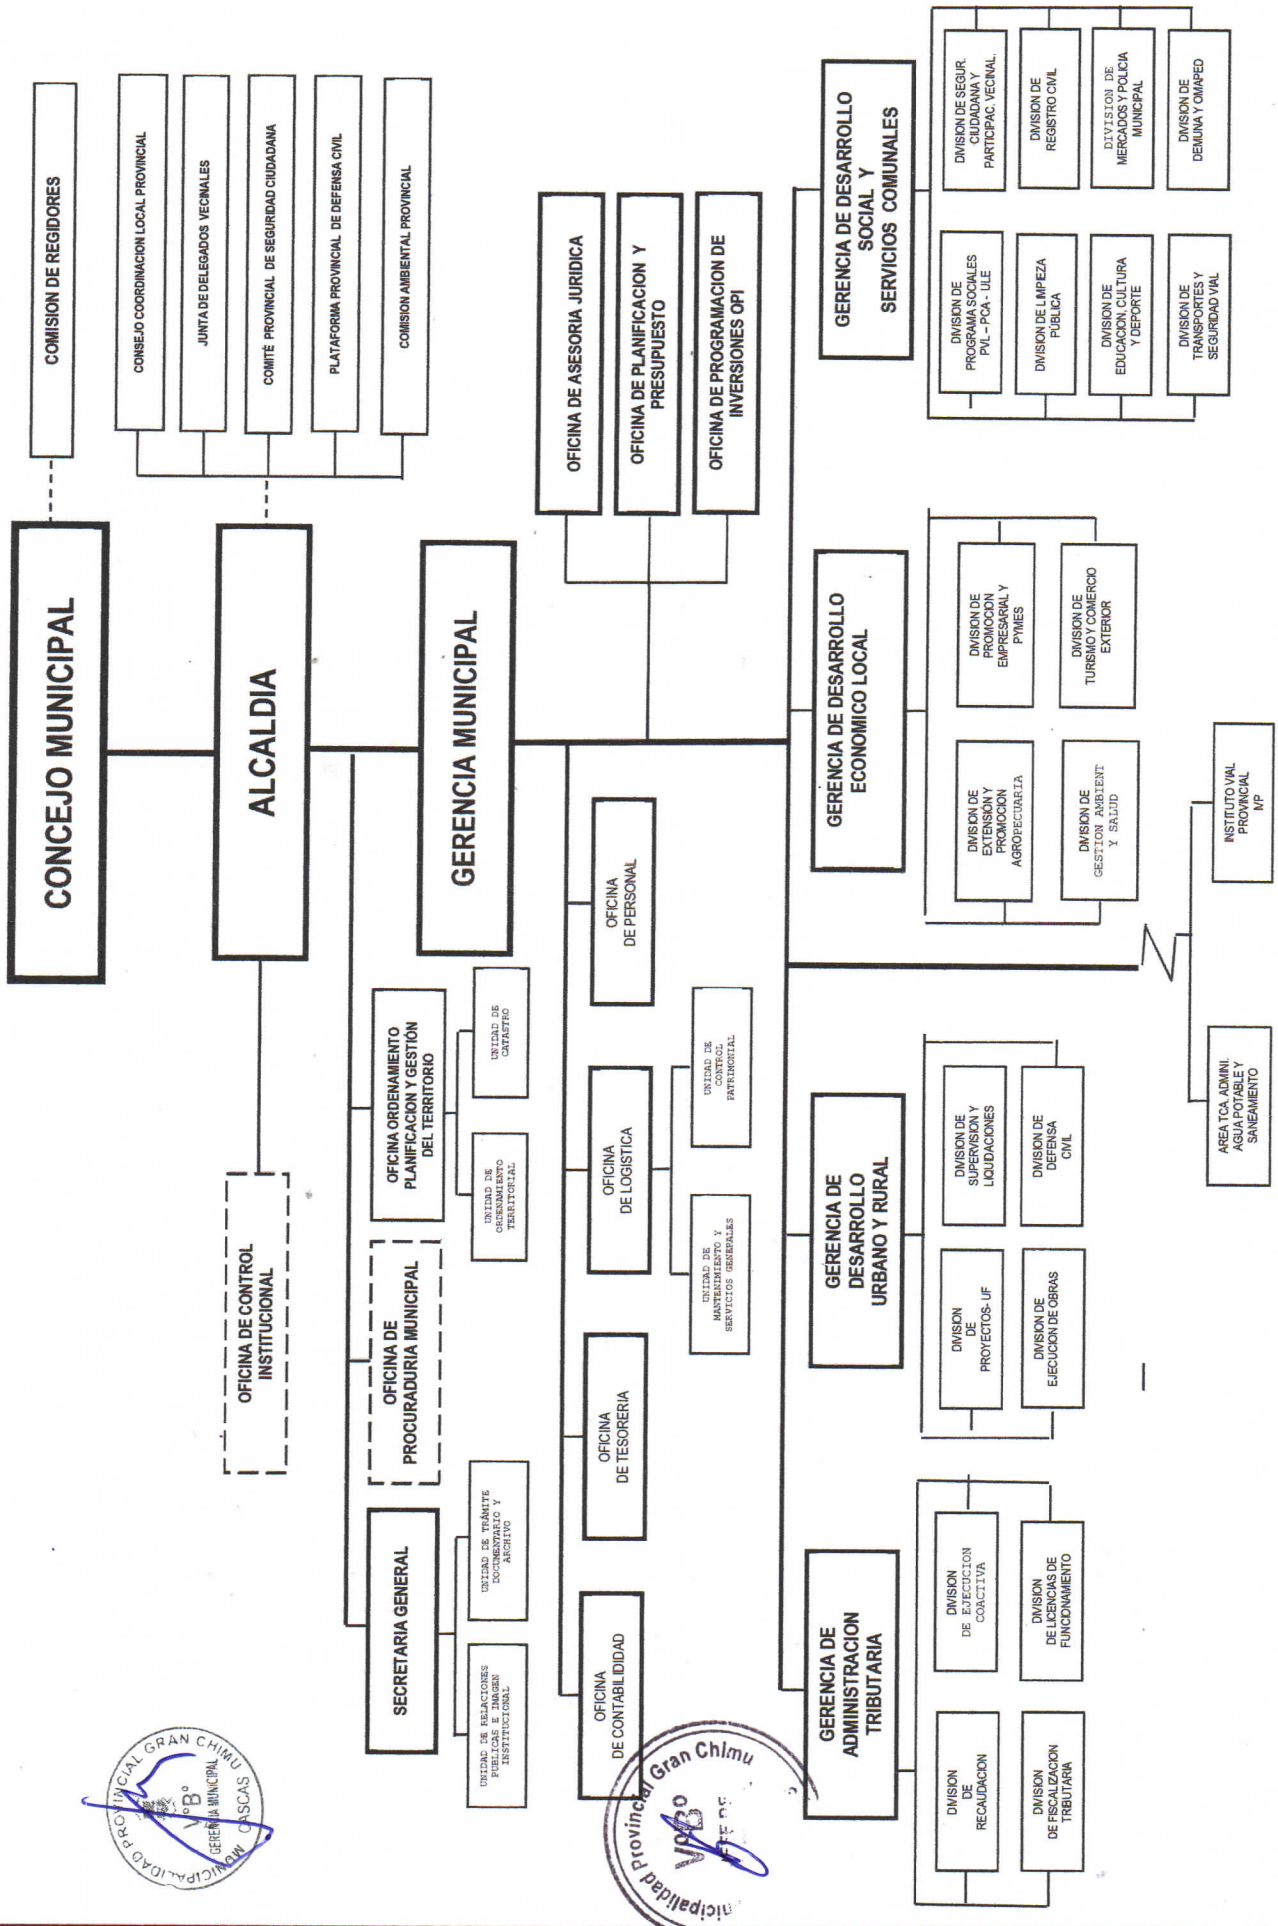 CONCEJO MUNICIPAL
COMISION DE REGIDORES
ALCALDIA
CONSEJO COORDINACION LOCAL PROVINCIAL
JUNTA DE DELEGADOS VECINALES
COMITÉ PROVINCIAL DE SEGURIDAD CIUDADANA
PLATAFORMA PROVINCIAL DE DEFENSA CIVIL
COMISION AMBIENTAL PROVINCIAL
OFICINA DE CONTROL
INSTITUCIONAL
SECRETARIA GENERAL
UNIDAD DE RELACIONES
PUBLICAS E IMAGEN
INSTITUCIONAL
UNIDAD DE TRÁMITE
DOCUMENTARIO Y
ARCHIVO
OFICINA DE
PROCURADURIA MUNICIPAL
OFICINA ORDENAMIENTO
PLANIFICACION Y GESTIÓN
DEL TERRITORIO
UNIDAD DE
ORDENAMIENTO
TERRITORIAL
UNIDAD DE
CATASTRO
GERENCIA MUNICIPAL
OFICINA DE ASESORIA JURIDICA
OFICINA DE PLANIFICACION Y
PRESUPUESTO
OFICINA DE PROGRAMACION DE
INVERSIONES OPI
OFICINA
DE CONTABILIDIDAD
OFICINA
DE TESORERIA
OFICINA
DE LOGISTICA
UNIDAD DE
MANTENIMIENTO Y
SERVICIOS GENEPALES
UNIDAD DE
CONTROL
PATRIMONIAL
OFICINA
DE PERSONAL
GERENCIA DE
ADMINISTRACION
TRIBUTARIA
DIVISION
DE
RECAUDACION
DIVISION
DE EJECUCION
COACTIVA
DIVISION
DE FISCALIZACION
TRIBUTARIA
DIVISION
DE LICENCIAS DE
FUNCIONAMIENTO
GERENCIA DE
DESARROLLO
URBANO Y RURAL
DIVISION
DE
PROYECTOS- UF
DIVISION DE
SUPERVISION Y
LIQUIDACIONES
DIVISION DE
EJECUCION DE OBRAS
DIVISION DE
DEFENSA
CIVIL
GERENCIA DE DESARROLLO
ECONOMICO LOCAL
DIVISION DE
EXTENSIÓN Y
PROMOCION
AGROPECUARIA
DIVISION DE
PROMOCION
EMPRESARIAL Y
PYMES
DIVISION DE
GESTION AMBIENT
Y SALUD
DIVISION DE
TURISMO Y COMERCIO
EXTERIOR
GERENCIA DE DESARROLLO
SOCIAL Y
SERVICIOS COMUNALES
DIVISION DE
PROGRAMA SOCIALES
PVL – PCA - ULE
DIVISION DE SEGUR.
CIUDADANA Y
PARTICIPAC. VECINAL.
DIVISION DE LIMPIEZA
PÚBLICA
DIVISION DE
REGISTRO CIVIL
DIVISION DE
EDUCACION, CULTURA
Y DEPORTE
DIVISION DE
MERCADOS Y POLICIA
MUNICIPAL
DIVISION DE
TRANSPORTES Y
SEGURIDAD VIAL
DIVISION DE
DEMUNA Y OMAPED
AREA TCA. ADMINI.
AGUA POTABLE Y
SANEAMIENTO
INSTITUTO VIAL
PROVINCIAL
IVP
MUNICIPALIDAD PROVINCIAL GRAN CHIMU
V°B°
GERENCIA MUNICIPAL
CASCAS
nicipalidad Provincial Gran Chimu
V°B°